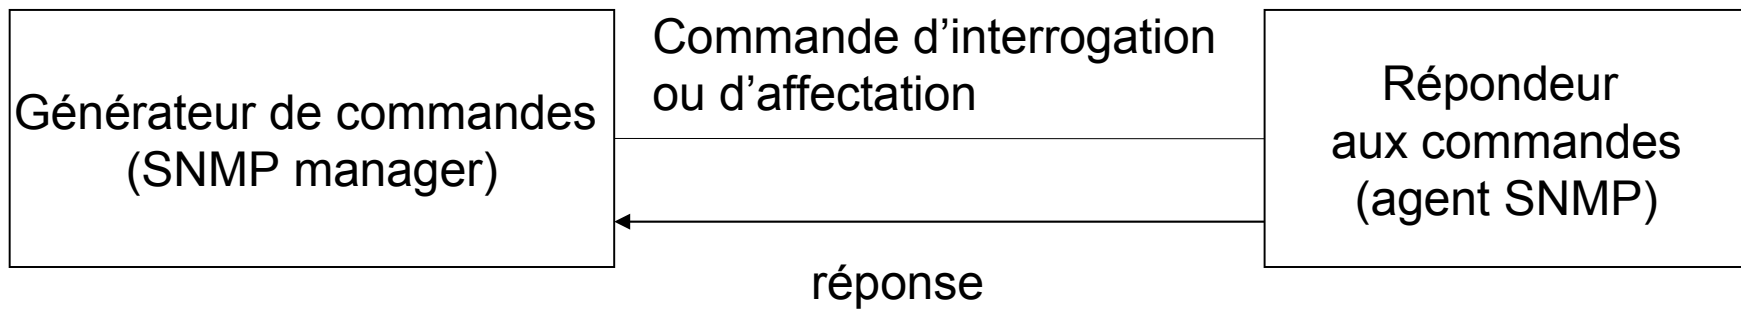 Générateur de commandes
(SNMP manager)
Commande d’interrogation
ou d’affectation
Répondeur
aux commandes
(agent SNMP)
réponse